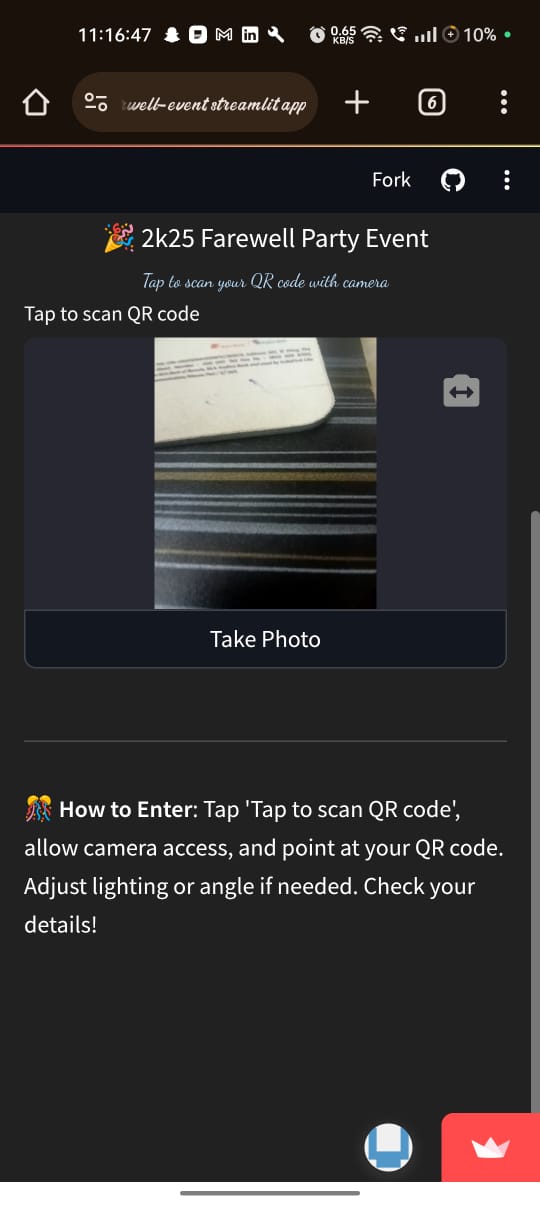 11:16:47
0.65
KB/S
10%
well-event.streamlit.app
6
Fork
2k25 Farewell Party Event
Tap to scan your QR code with camera
Tap to scan QR code
Take Photo
How to Enter: Tap 'Tap to scan QR code',
allow camera access, and point at your QR code.
Adjust lighting or angle if needed. Check your
details!